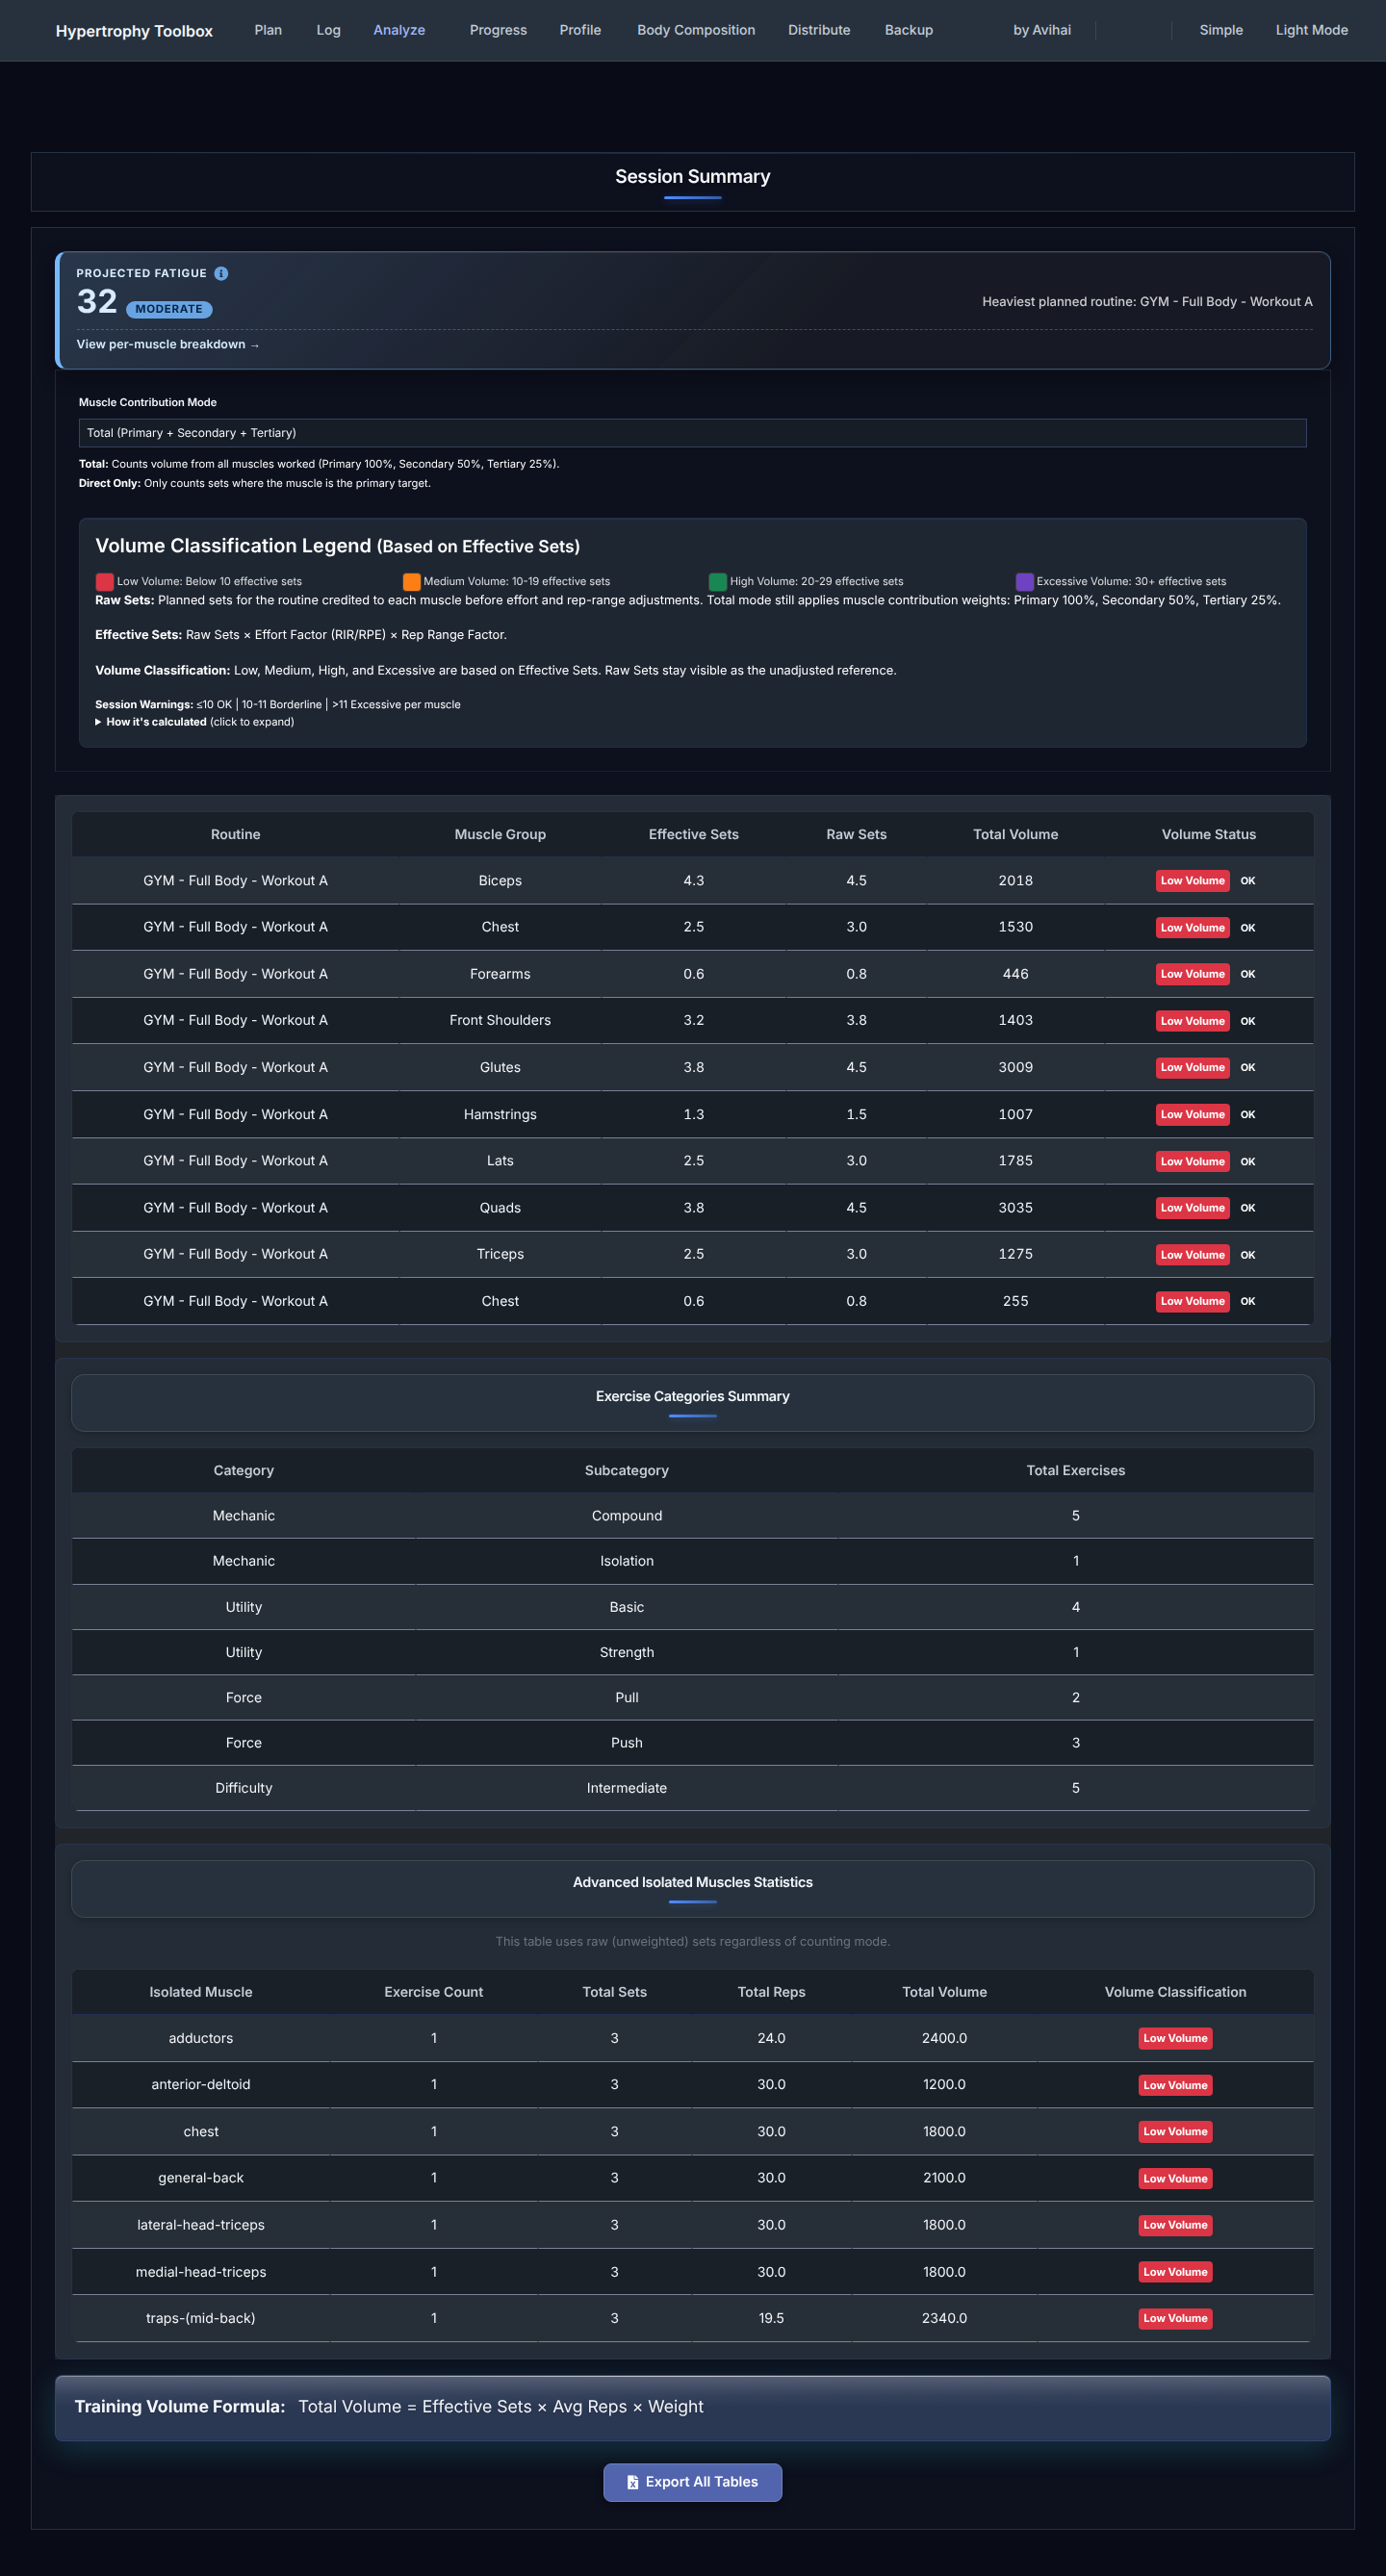 Hypertrophy Toolbox Plan Log Analyze Progress Profile Body Composition Distribute Backup by Avihai Simple Light Mode
Session Summary
PROJECTED FATIGUE
32 MODERATE
Heaviest planned routine: GYM - Full Body - Workout A
View per-muscle breakdown →
Muscle Contribution Mode
Total (Primary + Secondary + Tertiary)
Total: Counts volume from all muscles worked (Primary 100%, Secondary 50%, Tertiary 25%).
Direct Only: Only counts sets where the muscle is the primary target.
Volume Classification Legend (Based on Effective Sets)
Low Volume: Below 10 effective sets Medium Volume: 10-19 effective sets High Volume: 20-29 effective sets Excessive Volume: 30+ effective sets
Raw Sets: Planned sets for the routine credited to each muscle before effort and rep-range adjustments. Total mode still applies muscle contribution weights: Primary 100%, Secondary 50%, Tertiary 25%.
Effective Sets: Raw Sets × Effort Factor (RIR/RPE) × Rep Range Factor.
Volume Classification: Low, Medium, High, and Excessive are based on Effective Sets. Raw Sets stay visible as the unadjusted reference.
Session Warnings: ≤10 OK | 10-11 Borderline | >11 Excessive per muscle
▶ How it's calculated (click to expand)
Routine Muscle Group Effective Sets Raw Sets Total Volume Volume Status
GYM - Full Body - Workout A Biceps 4.3 4.5 2018 Low Volume OK
GYM - Full Body - Workout A Chest 2.5 3.0 1530 Low Volume OK
GYM - Full Body - Workout A Forearms 0.6 0.8 446 Low Volume OK
GYM - Full Body - Workout A Front Shoulders 3.2 3.8 1403 Low Volume OK
GYM - Full Body - Workout A Glutes 3.8 4.5 3009 Low Volume OK
GYM - Full Body - Workout A Hamstrings 1.3 1.5 1007 Low Volume OK
GYM - Full Body - Workout A Lats 2.5 3.0 1785 Low Volume OK
GYM - Full Body - Workout A Quads 3.8 4.5 3035 Low Volume OK
GYM - Full Body - Workout A Triceps 2.5 3.0 1275 Low Volume OK
GYM - Full Body - Workout A Chest 0.6 0.8 255 Low Volume OK
Exercise Categories Summary
Category Subcategory Total Exercises
Mechanic Compound 5
Mechanic Isolation 1
Utility Basic 4
Utility Strength 1
Force Pull 2
Force Push 3
Difficulty Intermediate 5
Advanced Isolated Muscles Statistics
This table uses raw (unweighted) sets regardless of counting mode.
Isolated Muscle Exercise Count Total Sets Total Reps Total Volume Volume Classification
adductors 1 3 24.0 2400.0 Low Volume
anterior-deltoid 1 3 30.0 1200.0 Low Volume
chest 1 3 30.0 1800.0 Low Volume
general-back 1 3 30.0 2100.0 Low Volume
lateral-head-triceps 1 3 30.0 1800.0 Low Volume
medial-head-triceps 1 3 30.0 1800.0 Low Volume
traps-(mid-back) 1 3 19.5 2340.0 Low Volume
Training Volume Formula: Total Volume = Effective Sets × Avg Reps × Weight
Export All Tables